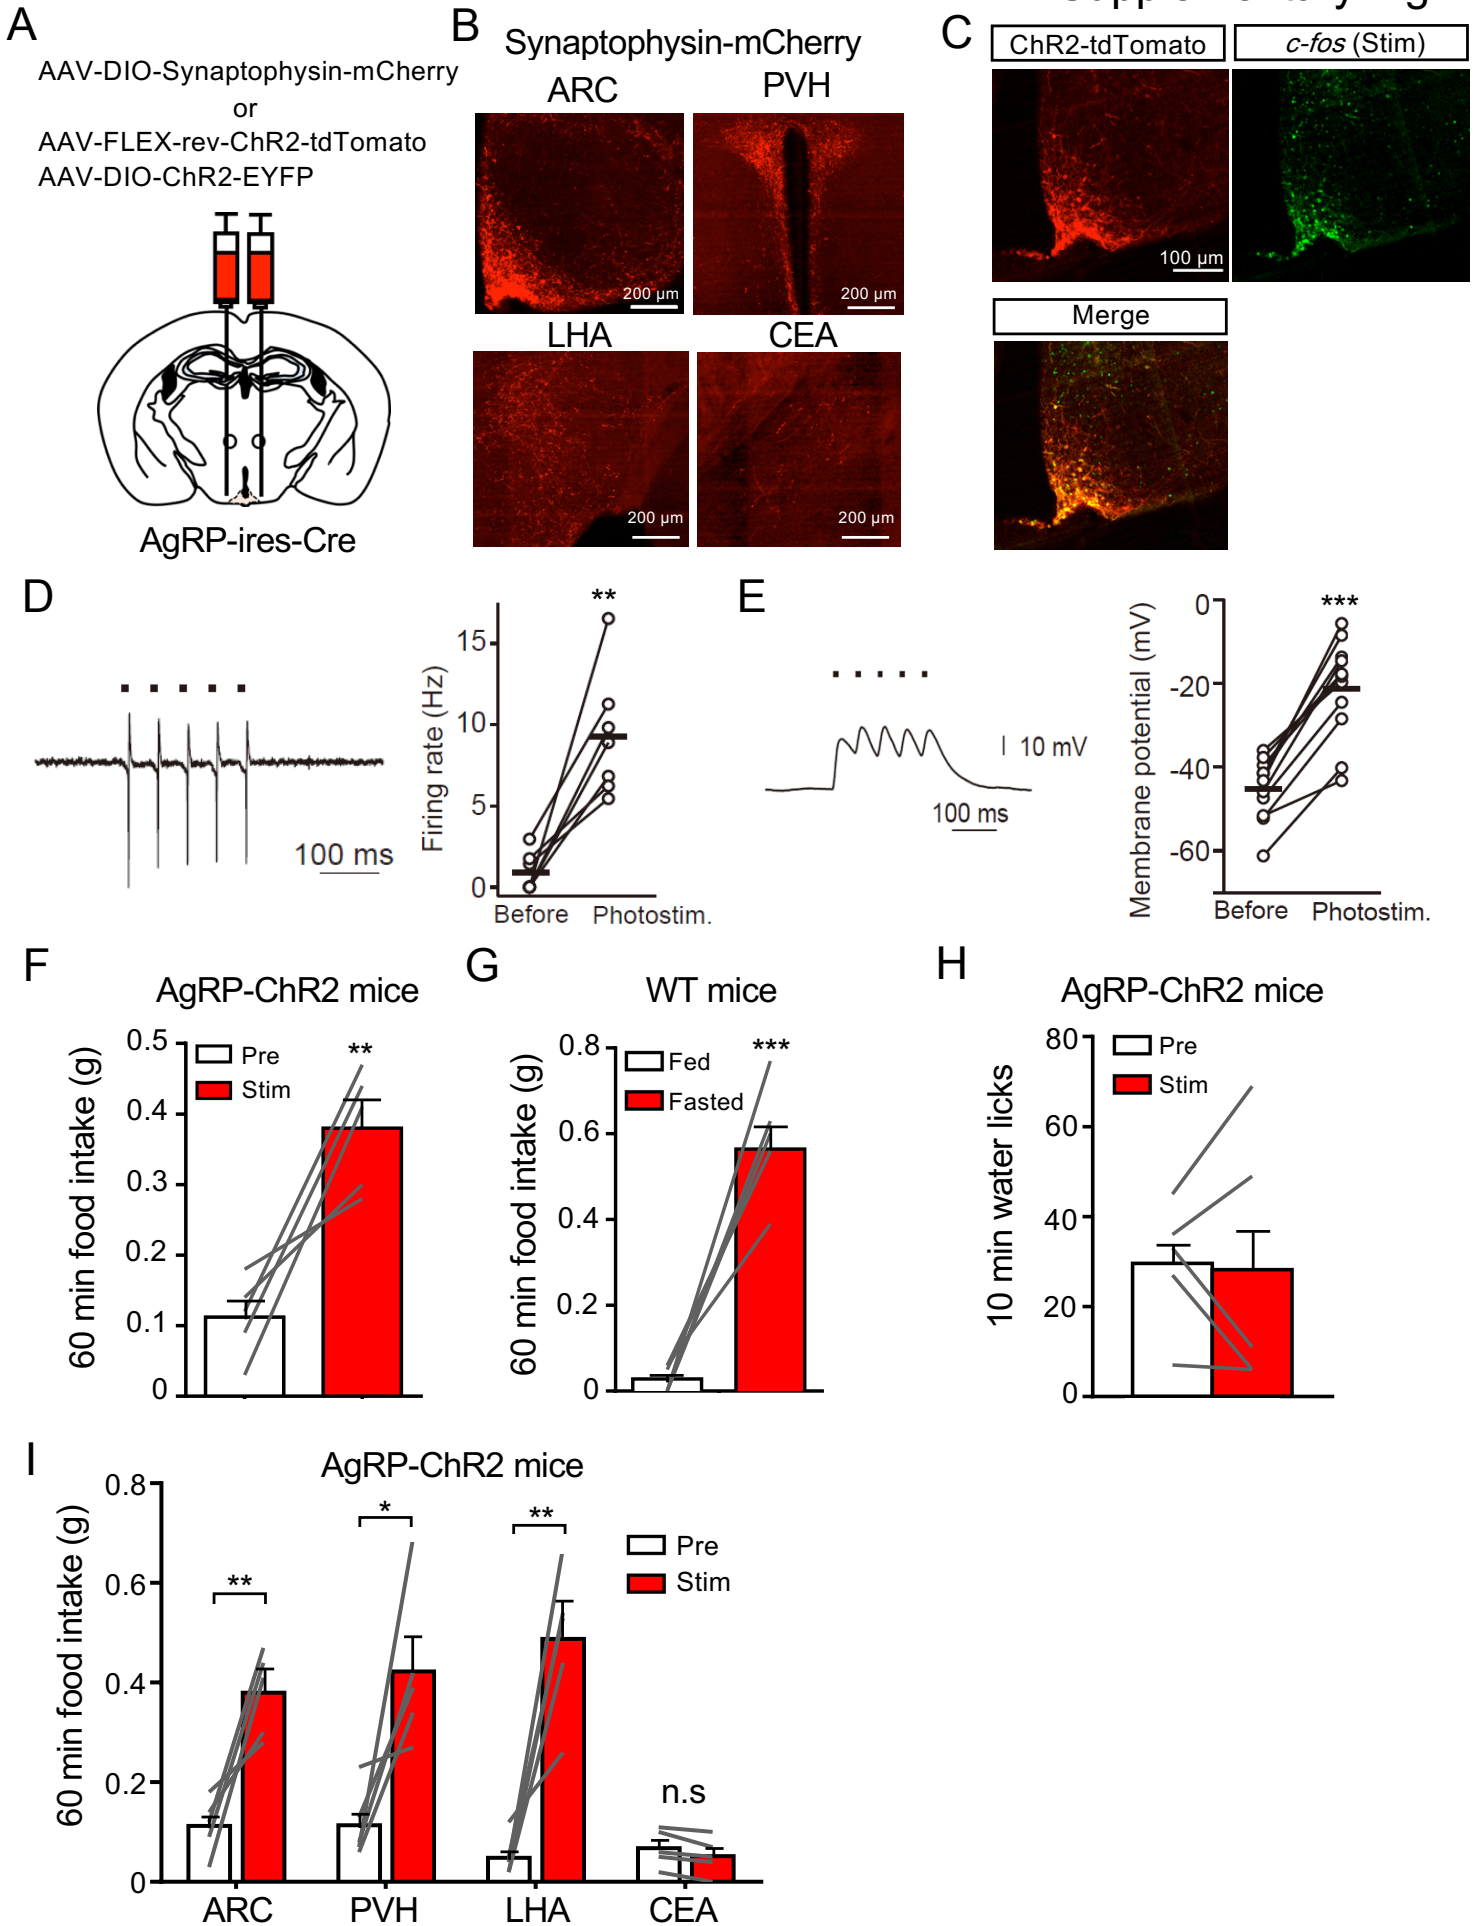 A
AAV-DIO-Synaptophysin-mCherry
or
AAV-FLEX-rev-ChR2-tdTomato
AAV-DIO-ChR2-EYFP
AgRP-ires-Cre
B
Synaptophysin-mCherry
ARC
PVH
200 µm
200 µm
LHA
CEA
200 µm
200 µm
C
ChR2-tdTomato
c-fos (Stim)
100 µm
Merge
D
100 ms
Firing rate (Hz)
15
10
5
0
**
Before
Photostim.
E
10 mV
100 ms
Membrane potential (mV)
0
-20
-40
-60
***
Before
Photostim.
F
AgRP-ChR2 mice
60 min food intake (g)
0.5
0.4
0.3
0.2
0.1
0
Pre
Stim
**
G
WT mice
60 min food intake (g)
0.8
0.6
0.4
0.2
0
Fed
Fasted
***
H
AgRP-ChR2 mice
10 min water licks
80
60
40
20
0
Pre
Stim
I
AgRP-ChR2 mice
60 min food intake (g)
0.8
0.6
0.4
0.2
0
**
*
**
n.s
Pre
Stim
ARC
PVH
LHA
CEA